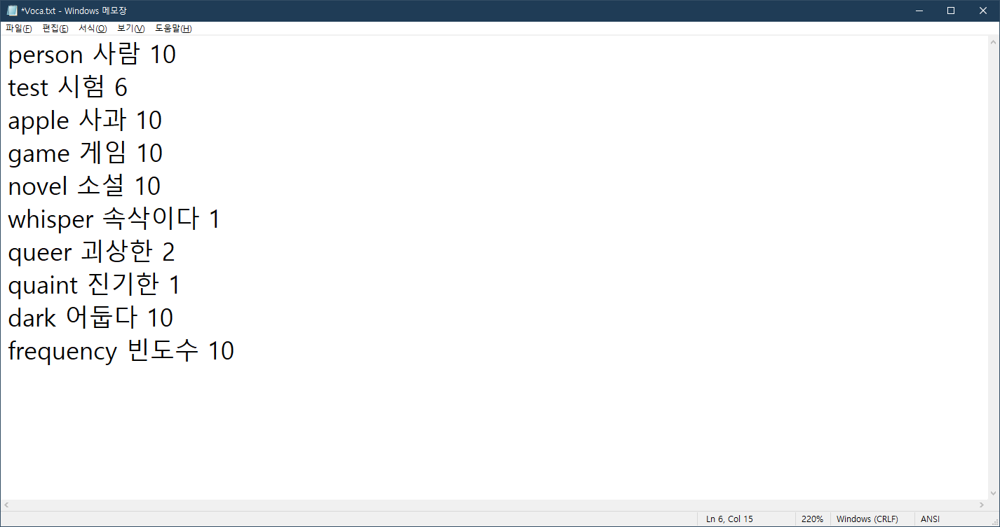 *Voca.txt - Windows 메모장
파일(F) 편집(E) 서식(O) 보기(V) 도움말(H)
person 사람 10
test 시험 6
apple 사과 10
game 게임 10
novel 소설 10
whisper 속삭이다 1
queer 괴상한 2
quaint 진기한 1
dark 어둡다 10
frequency 빈도수 10
Ln 6, Col 15 220% Windows (CRLF) ANSI